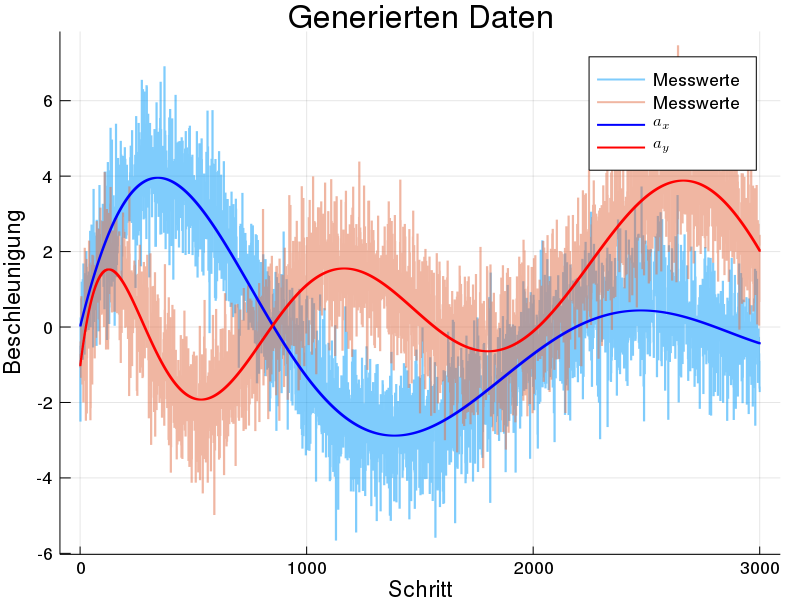 Generierten Daten
Messwerte
Messwerte
a_x
a_y
Beschleunigung
6
4
2
0
-2
-4
-6
0 1000 2000 3000
Schritt